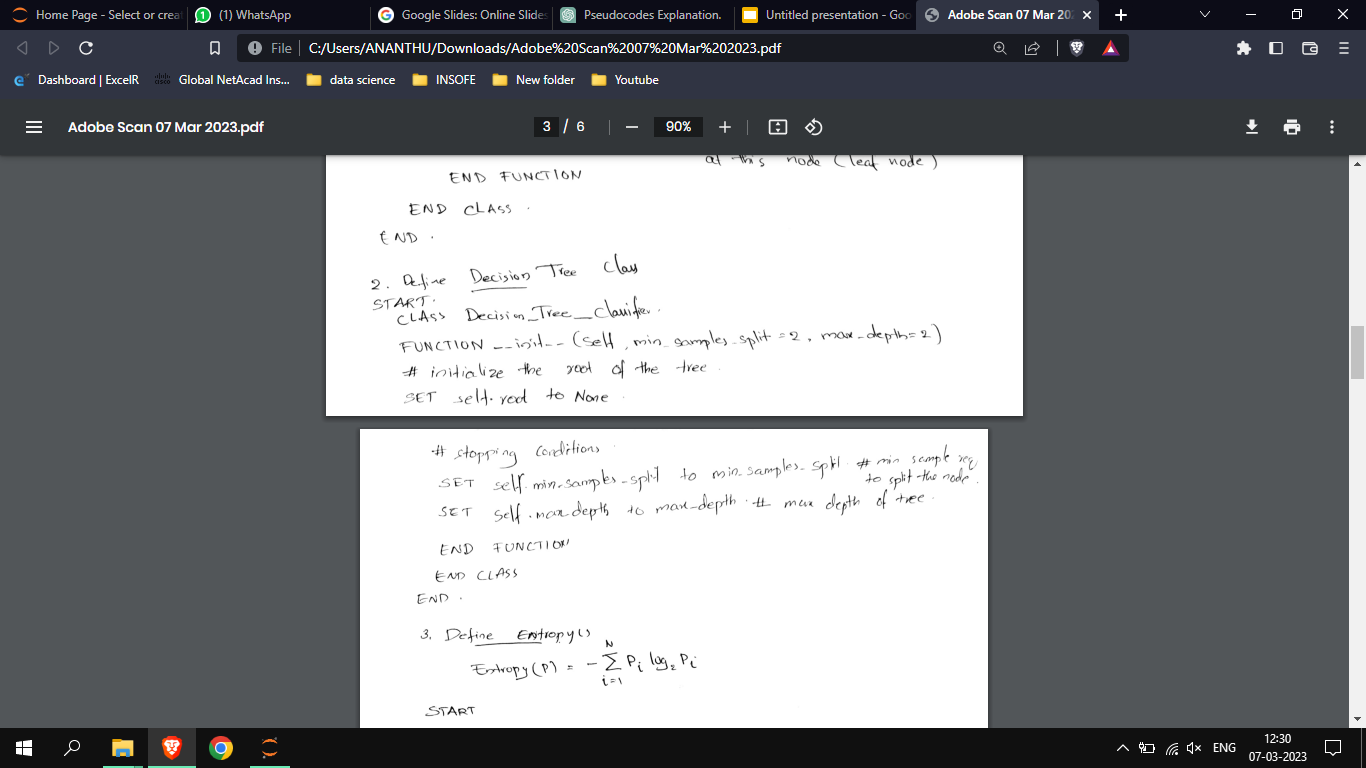 Home Page - Select or creat
(1) WhatsApp
Google Slides: Online Slides
Pseudocodes Explanation.
Untitled presentation - Goo
Adobe Scan 07 Mar 202
File
C:/Users/ANANTHU/Downloads/Adobe%20Scan%2007%20Mar%202023.pdf
Dashboard | ExcelR
Global NetAcad Ins...
data science
INSOFE
New folder
Youtube
Adobe Scan 07 Mar 2023.pdf
3 / 6
90%
at this node (leaf node)
END FUNCTION
END CLASS.
END.
2. Define Decision Tree Class
START.
CLASS Decision_Tree_Classifier.
FUNCTION __init__ (self, min_samples_split = 2, max_depth = 2)
# initialize the root of the tree
SET self.root to None
# stopping conditions
SET self.min_samples_split to min_samples_split # min sample req
to split the node.
SET self.max_depth to max_depth # max depth of tree.
END FUNCTION
END CLASS
END.
3. Define Entropy()
Entropy(P) = - N Σ i=1 Pi log₂ Pi
START
ENG
12:30
07-03-2023